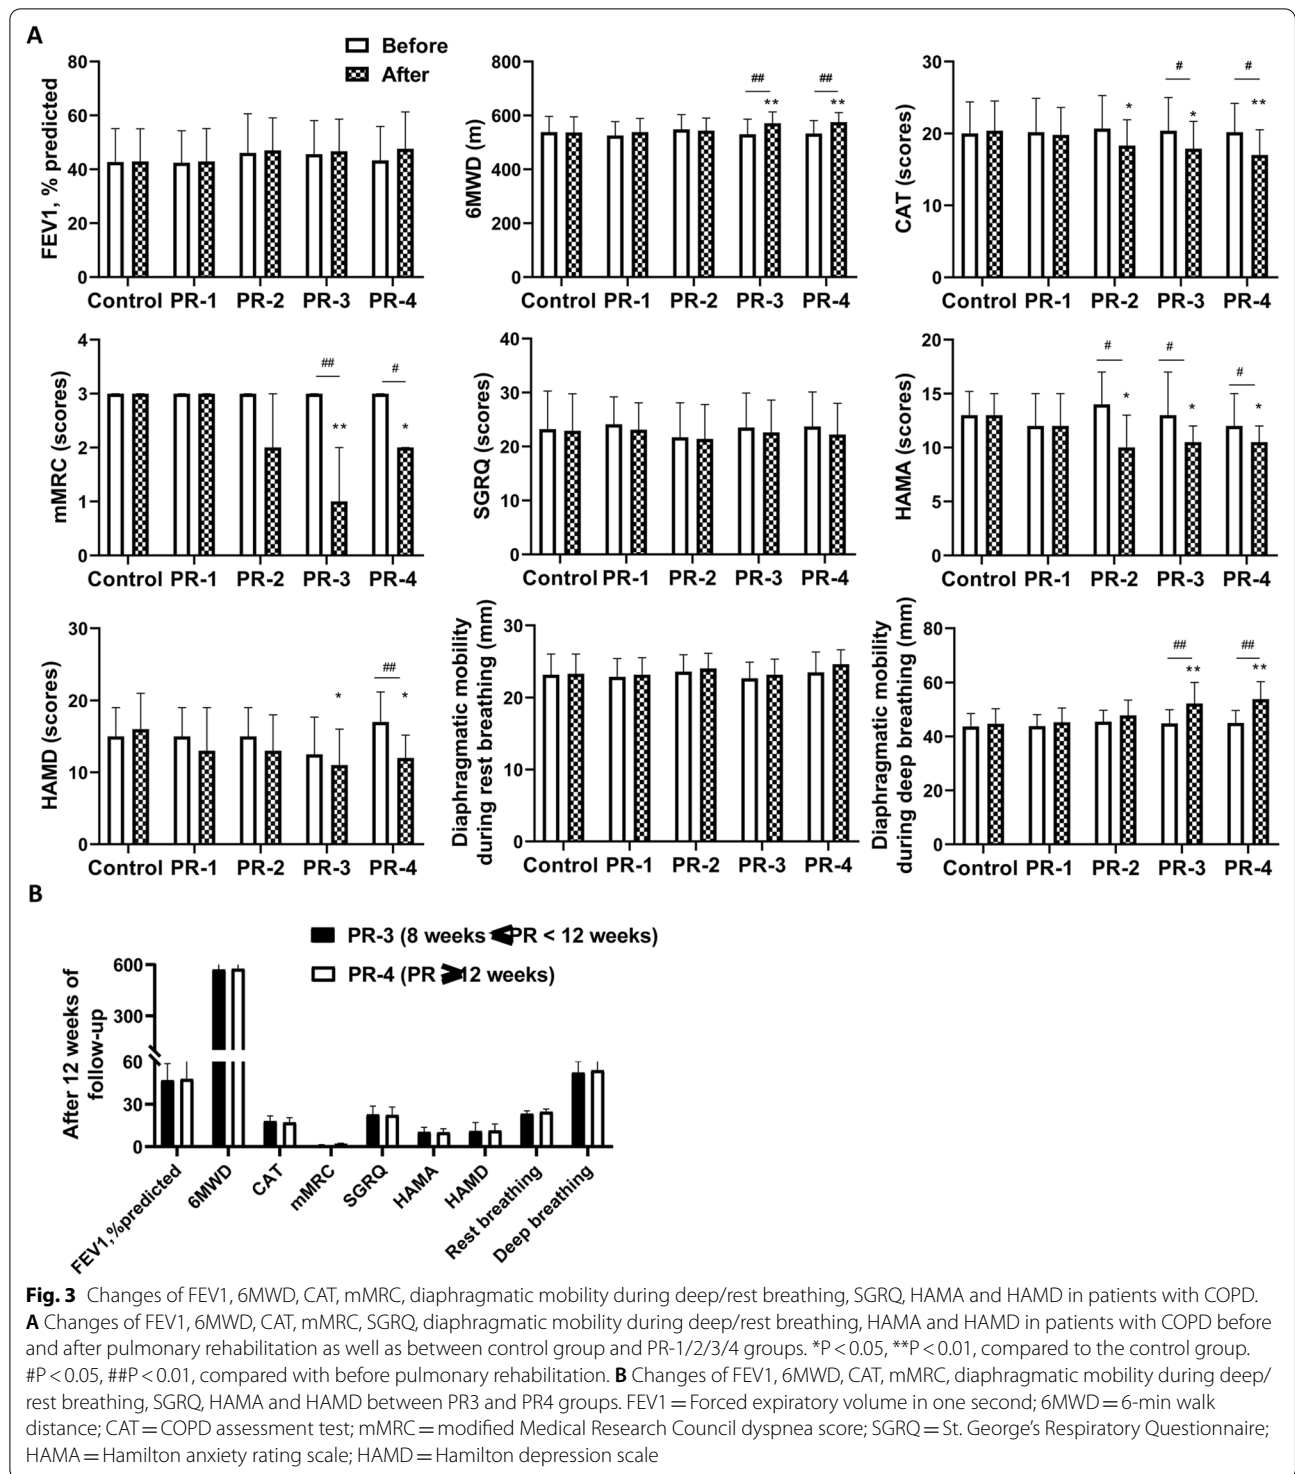 A
Before
After
FEV1, % predicted
80
60
40
20
0
Control PR-1 PR-2 PR-3 PR-4
6MWD (m)
800
600
400
200
0
## ##
** **
Control PR-1 PR-2 PR-3 PR-4
CAT (scores)
30
20
10
0
# #
* * **
Control PR-1 PR-2 PR-3 PR-4
mMRC (scores)
4
3
2
1
0
## #
** *
Control PR-1 PR-2 PR-3 PR-4
SGRQ (scores)
40
30
20
10
0
Control PR-1 PR-2 PR-3 PR-4
HAMA (scores)
20
15
10
5
0
# # #
* * *
Control PR-1 PR-2 PR-3 PR-4
HAMD (scores)
30
20
10
0
##
* *
Control PR-1 PR-2 PR-3 PR-4
Diaphragmatic mobility
during rest breathing (mm)
30
20
10
0
Control PR-1 PR-2 PR-3 PR-4
Diaphragmatic mobility
during deep breathing (mm)
80
60
40
20
0
## ##
** **
Control PR-1 PR-2 PR-3 PR-4
B
PR-3 (8 weeks < PR < 12 weeks)
PR-4 (PR > 12 weeks)
After 12 weeks of
follow-up
600
300
60
30
0
FEV1,%predicted
6MWD
CAT
mMRC
SGRQ
HAMA
HAMD
Rest breathing
Deep breathing
Fig. 3 Changes of FEV1, 6MWD, CAT, mMRC, diaphragmatic mobility during deep/rest breathing, SGRQ, HAMA and HAMD in patients with COPD.
A Changes of FEV1, 6MWD, CAT, mMRC, SGRQ, diaphragmatic mobility during deep/rest breathing, HAMA and HAMD in patients with COPD before
and after pulmonary rehabilitation as well as between control group and PR-1/2/3/4 groups. *P < 0.05, **P < 0.01, compared to the control group.
#P < 0.05, ##P < 0.01, compared with before pulmonary rehabilitation. B Changes of FEV1, 6MWD, CAT, mMRC, diaphragmatic mobility during deep/
rest breathing, SGRQ, HAMA and HAMD between PR3 and PR4 groups. FEV1 = Forced expiratory volume in one second; 6MWD = 6-min walk
distance; CAT = COPD assessment test; mMRC = modified Medical Research Council dyspnea score; SGRQ = St. George's Respiratory Questionnaire;
HAMA = Hamilton anxiety rating scale; HAMD = Hamilton depression scale